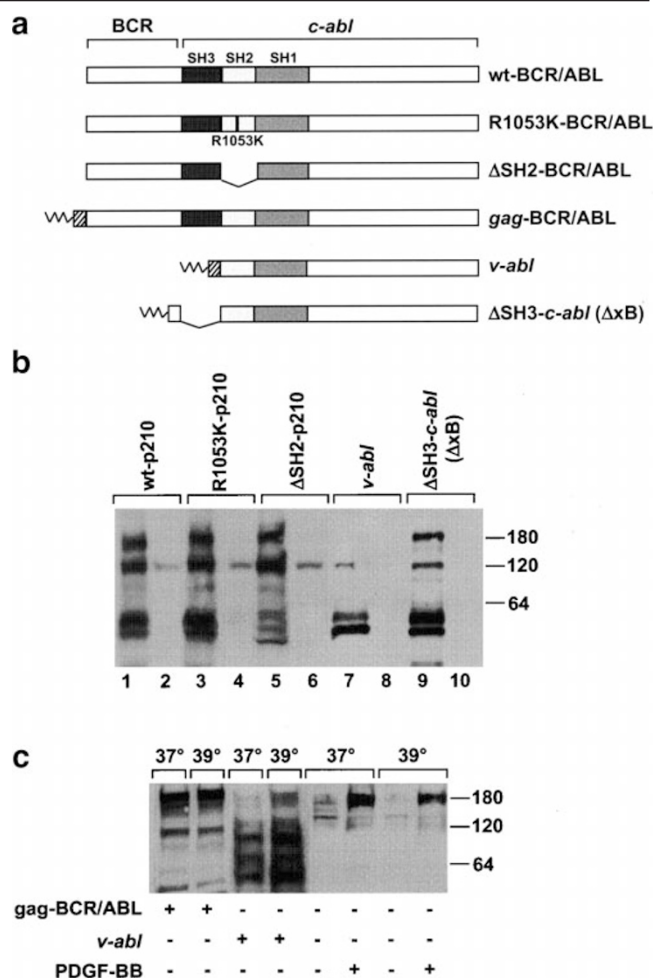 a
BCR c-abl
SH3 SH2 SH1
wt-BCR/ABL
R1053K-BCR/ABL
R1053K
ΔSH2-BCR/ABL
gag-BCR/ABL
v-abl
ΔSH3-c-abl (ΔxB)
b
wt-p210 R1053K-p210 ΔSH2-p210 v-abl ΔSH3-c-abl (ΔxB)
180
120
64
1 2 3 4 5 6 7 8 9 10
c
37° 39° 37° 39° 37° 39°
180
120
64
gag-BCR/ABL + + - - - - - -
v-abl - - + + - - - -
PDGF-BB - - - - - + - +